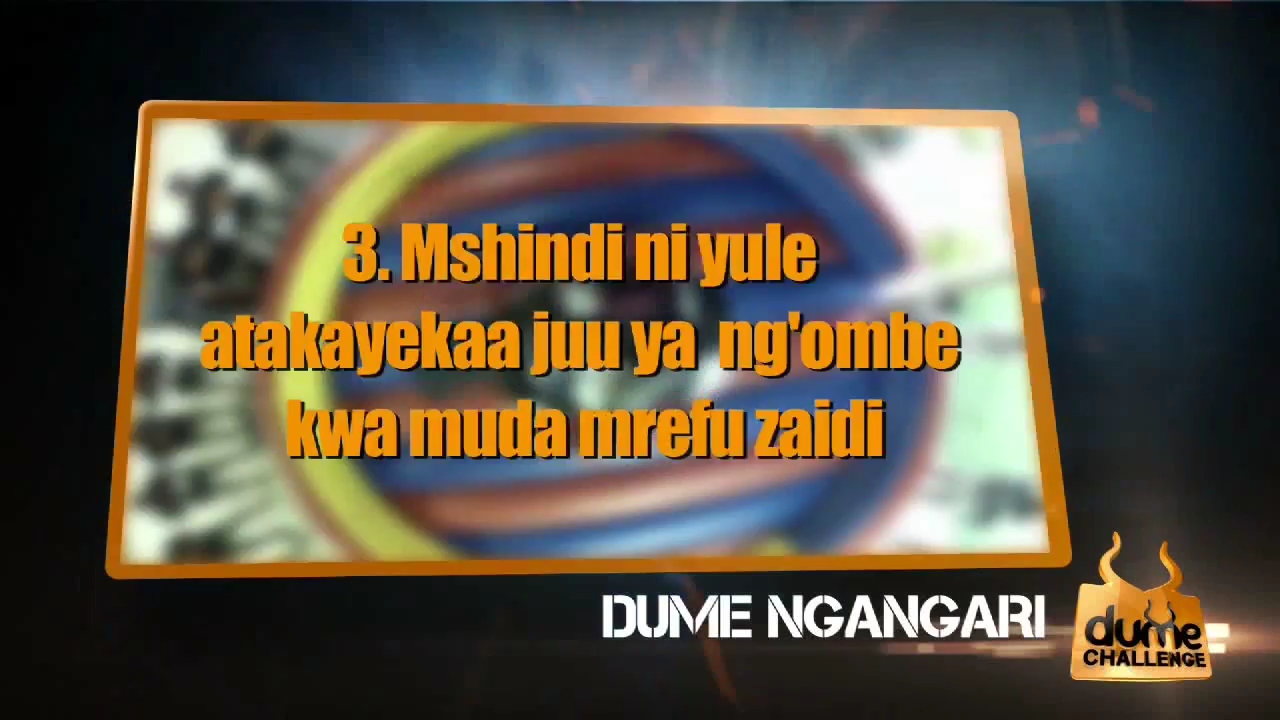 3. Mshindi ni yule
atakayekaa juu ya ng'ombe
kwa muda mrefu zaidi
DUME NGANGARI
dume
CHALLENGE